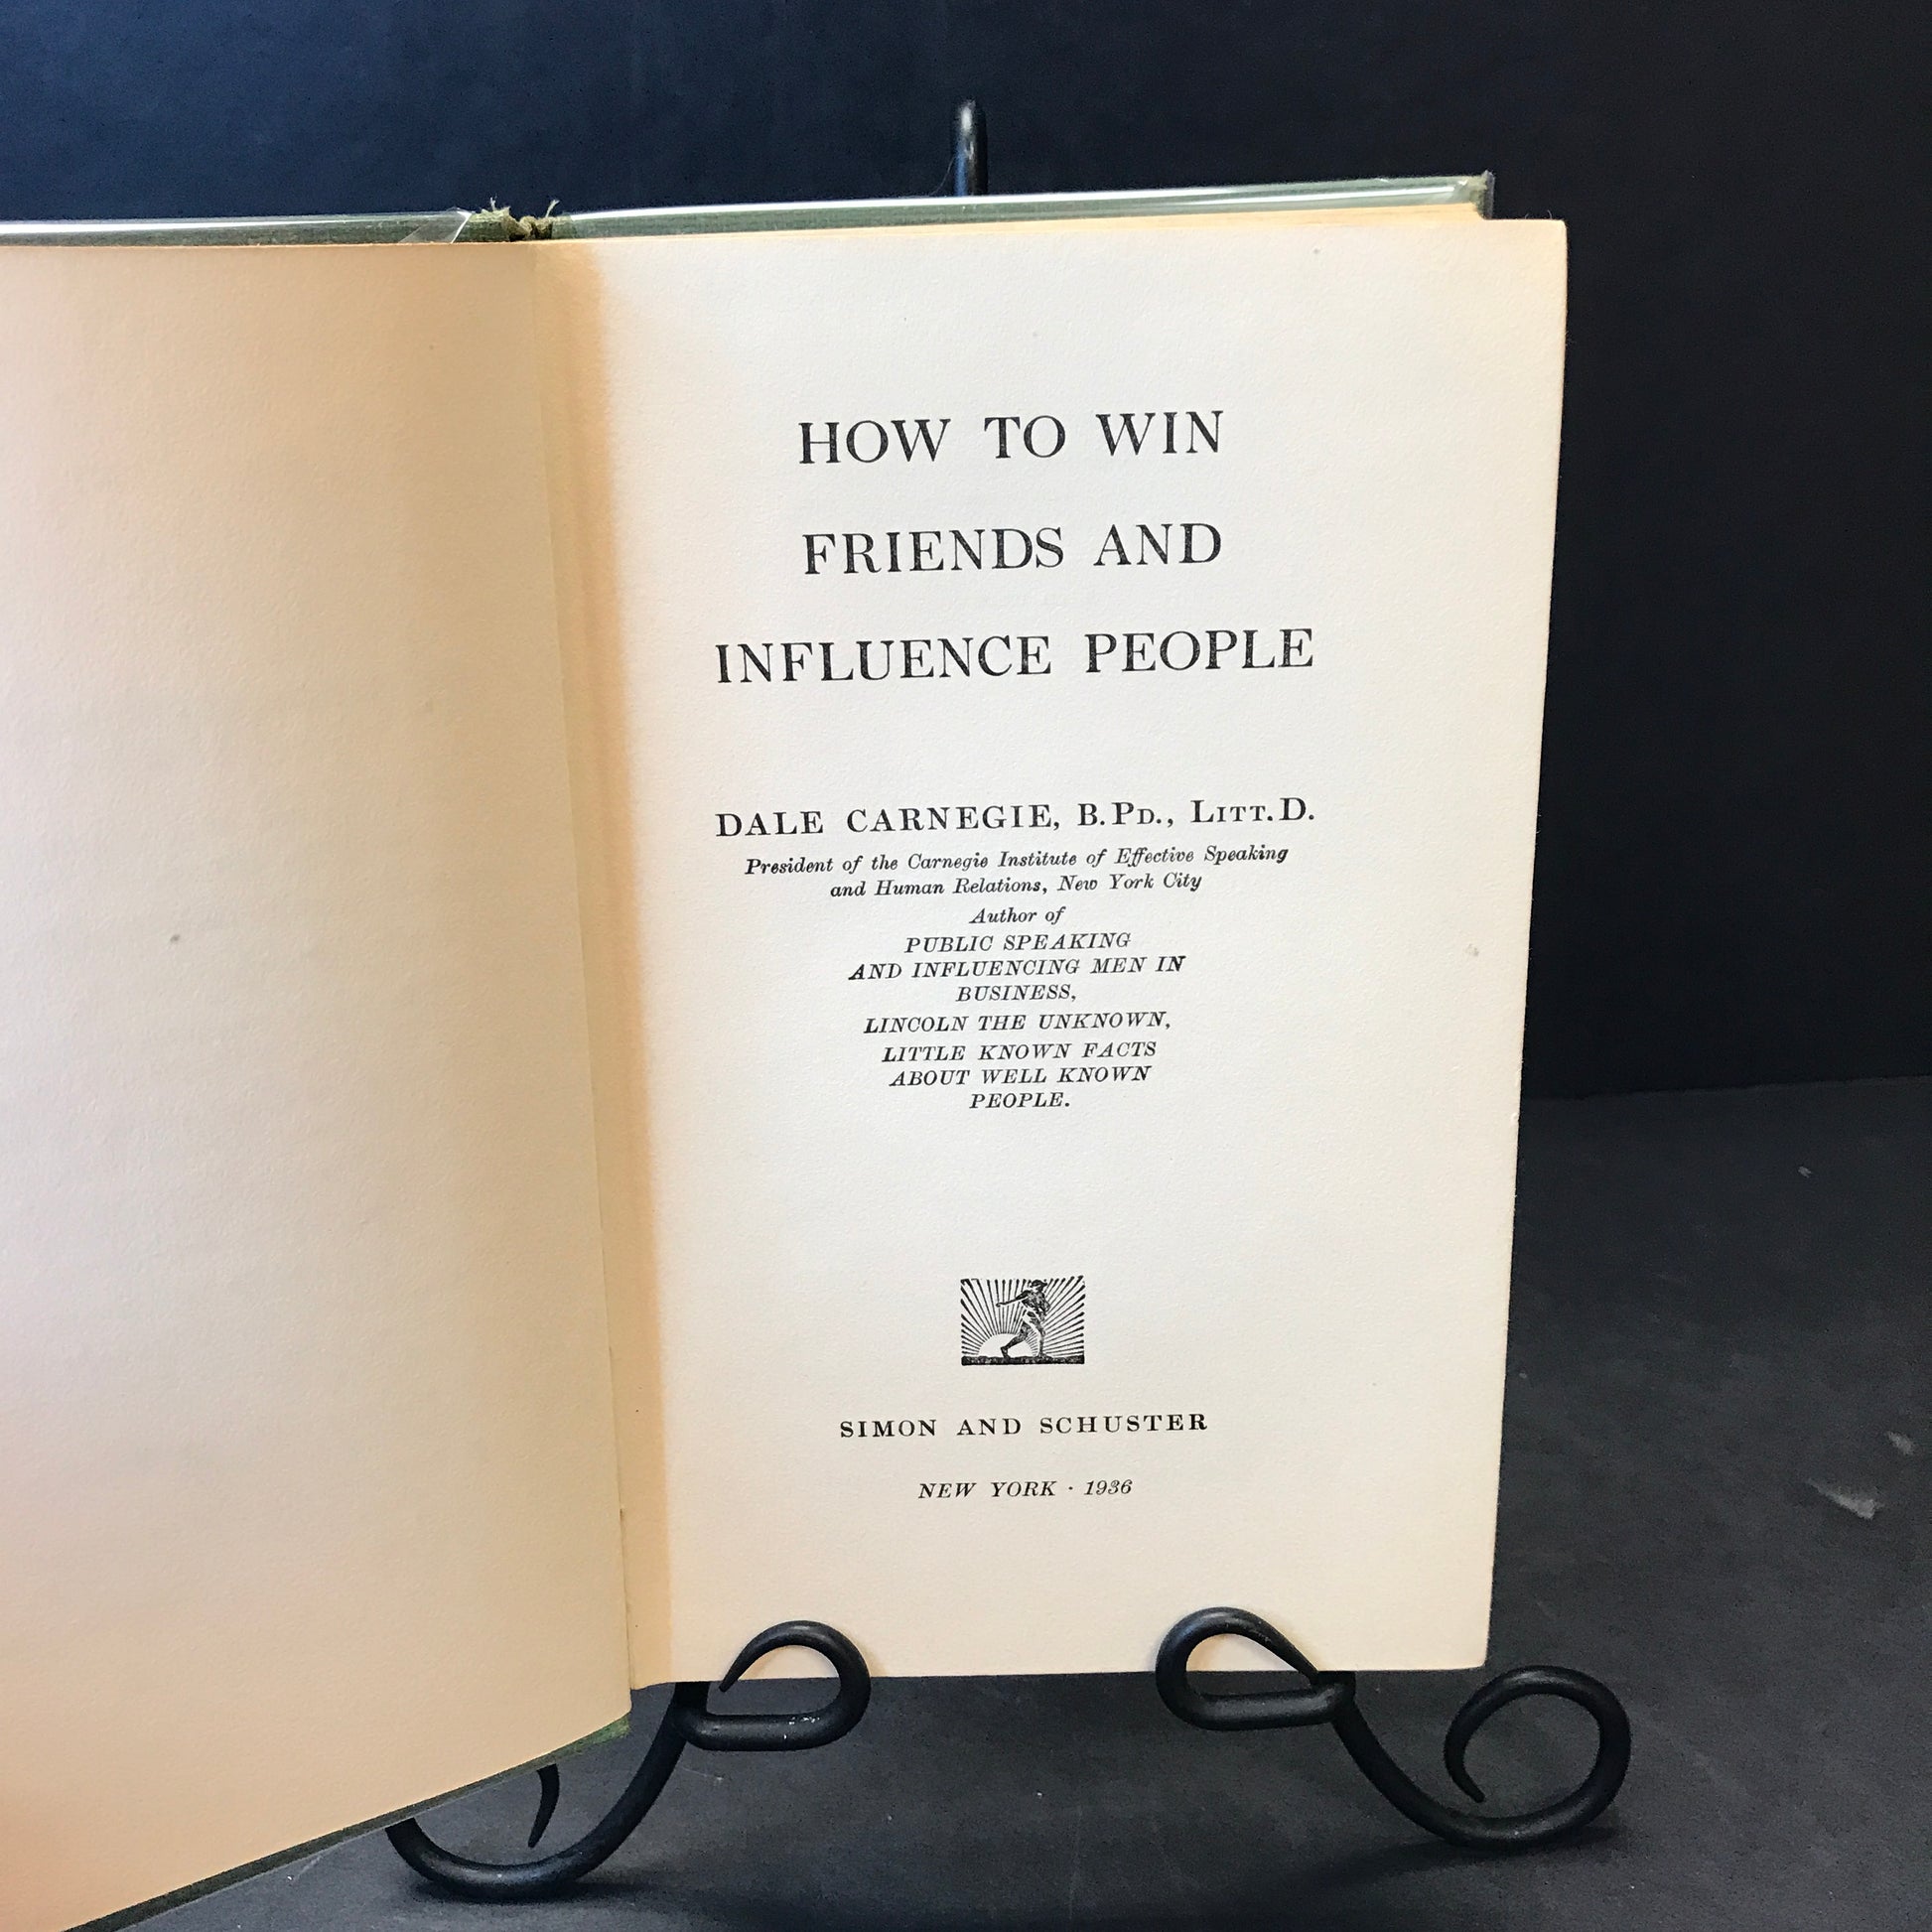 HOW TO WIN
FRIENDS AND
INFLUENCE PEOPLE
DALE CARNEGIE, B.Pd., Litt.D.
President of the Carnegie Institute of Effective Speaking
and Human Relations, New York City
Author of
PUBLIC SPEAKING
AND INFLUENCING MEN IN
BUSINESS,
LINCOLN THE UNKNOWN,
LITTLE KNOWN FACTS
ABOUT WELL KNOWN
PEOPLE.
SIMON AND SCHUSTER
NEW YORK · 1936